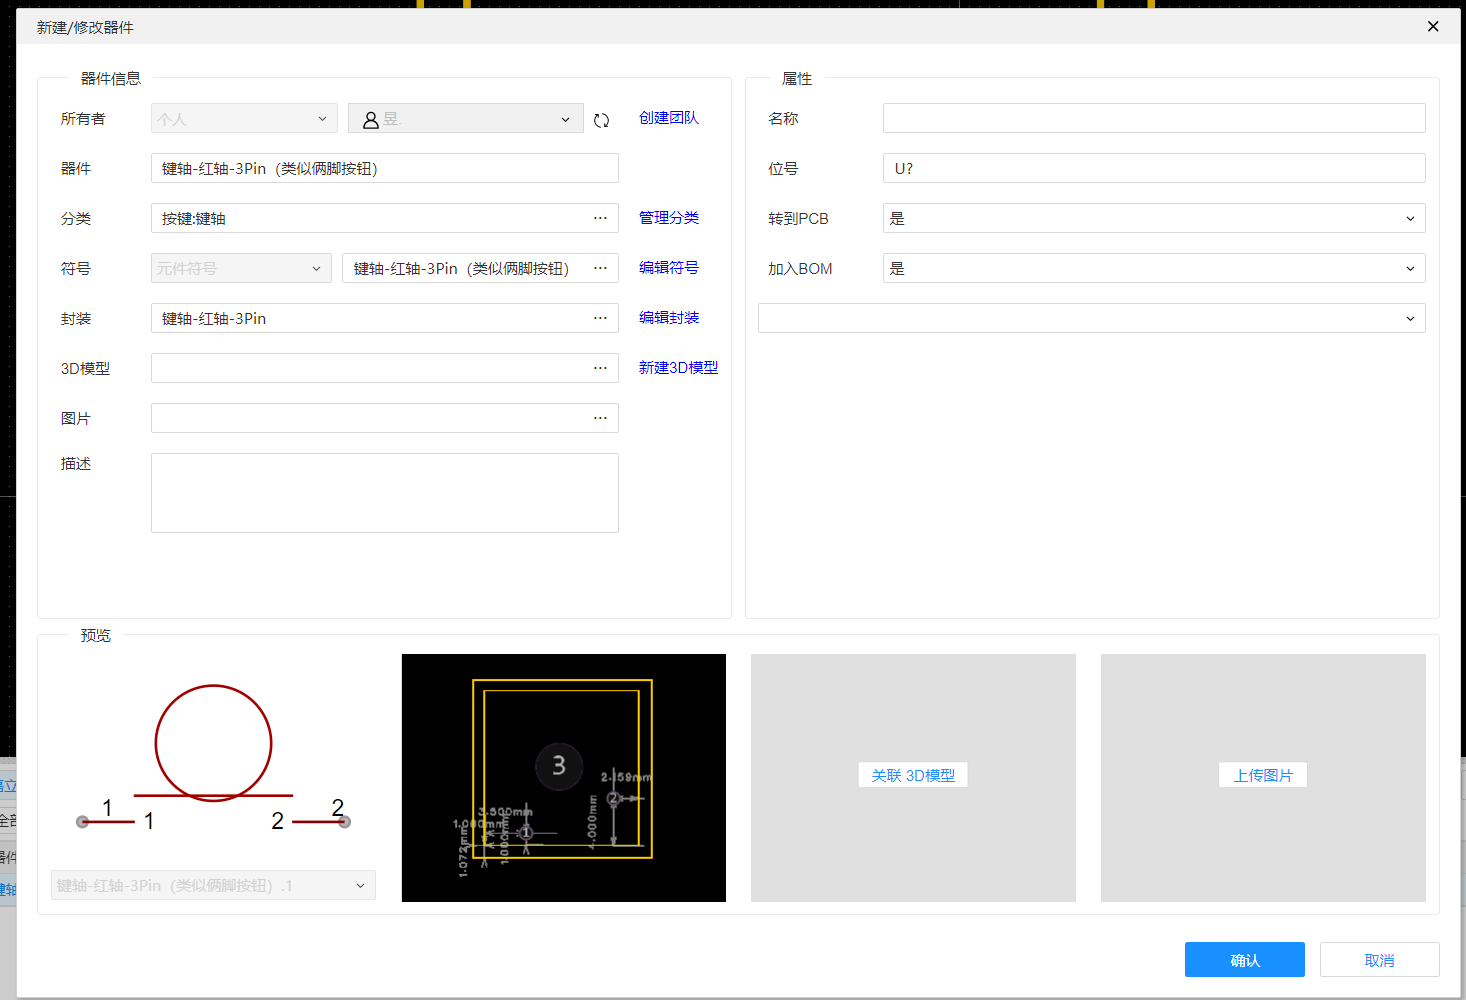 新建/修改器件
器件信息
所有者
个人
昱.
创建团队
器件
键轴-红轴-3Pin（类似俩脚按钮）
分类
按键:键轴
管理分类
符号
元件符号
键轴-红轴-3Pin（类似俩脚按钮）
编辑符号
封装
键轴-红轴-3Pin
编辑封装
3D模型
新建3D模型
图片
描述
属性
名称
位号
U?
转到PCB
是
加入BOM
是
预览
1
1
2
2
键轴-红轴-3Pin（类似俩脚按钮）.1
3
2.159mm
2
3.500mm
1
4.000mm
1.000mm
1.072mm
关联 3D模型
上传图片
确认
取消
全部
器件